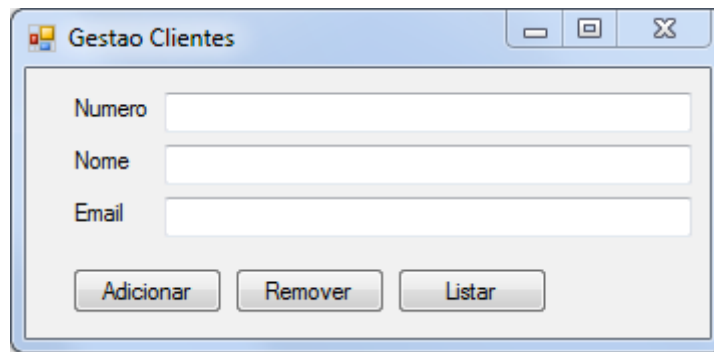 Gestao Clientes
Numero
Nome
Email
Adicionar Remover Listar